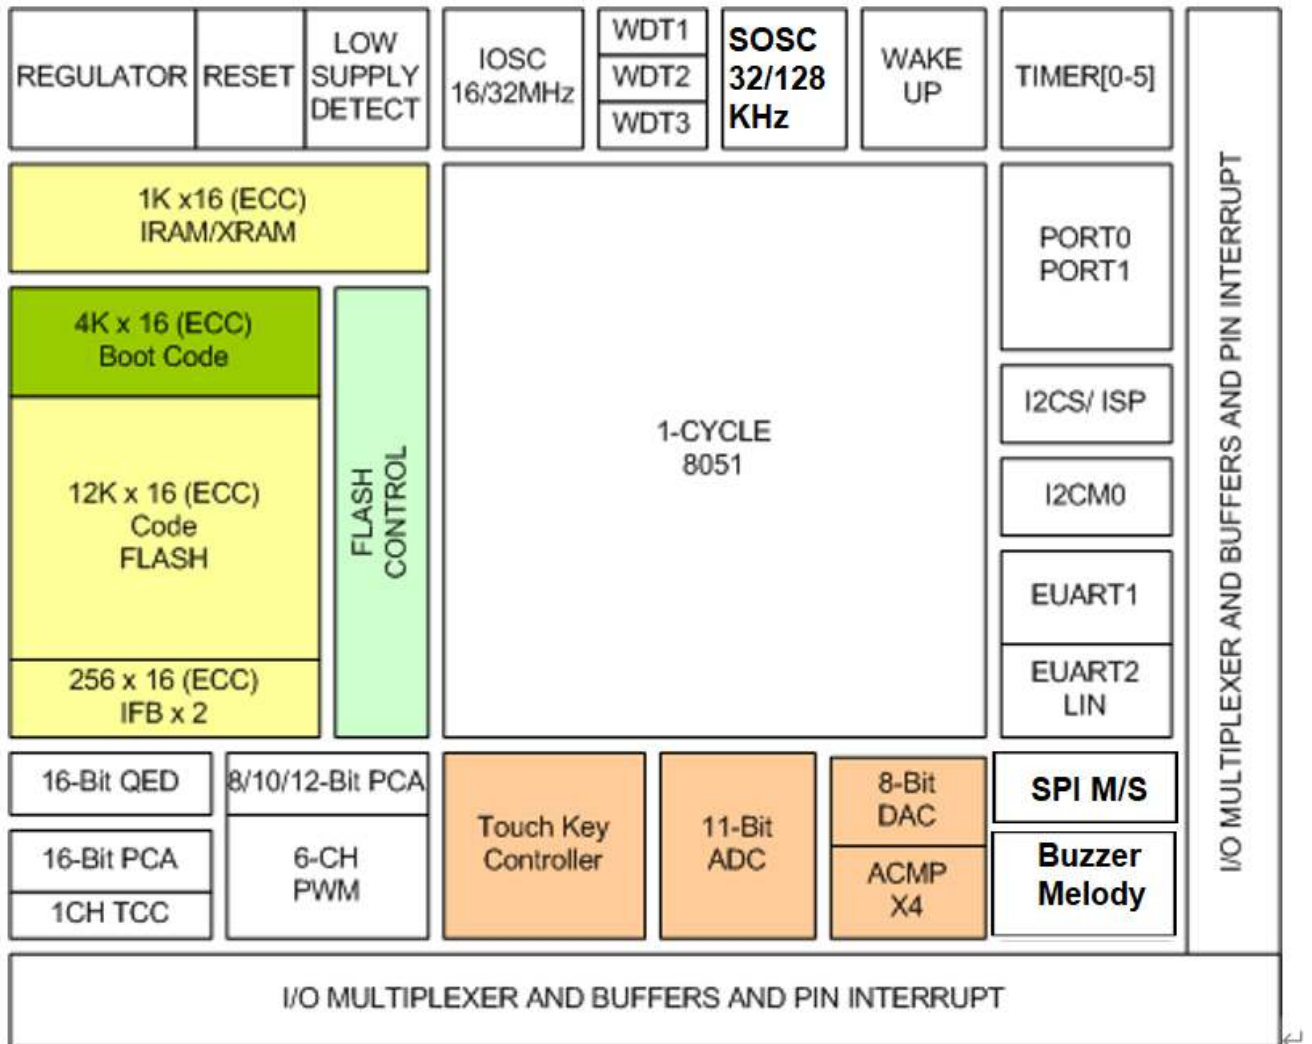 REGULATOR
RESET
LOW
SUPPLY
DETECT
IOSC
16/32MHz
WDT1
WDT2
WDT3
SOSC
32/128
KHz
WAKE
UP
TIMER[0-5]
1K x16 (ECC)
IRAM/XRAM
4K x 16 (ECC)
Boot Code
12K x 16 (ECC)
Code
FLASH
256 x 16 (ECC)
IFB x 2
FLASH
CONTROL
1-CYCLE
8051
PORT0
PORT1
I2CS/ ISP
I2CM0
EUART1
EUART2
LIN
I/O MULTIPLEXER AND BUFFERS AND PIN INTERRUPT
16-Bit QED
16-Bit PCA
1CH TCC
8/10/12-Bit PCA
6-CH
PWM
Touch Key
Controller
11-Bit
ADC
8-Bit
DAC
ACMP
X4
SPI M/S
Buzzer
Melody
I/O MULTIPLEXER AND BUFFERS AND PIN INTERRUPT